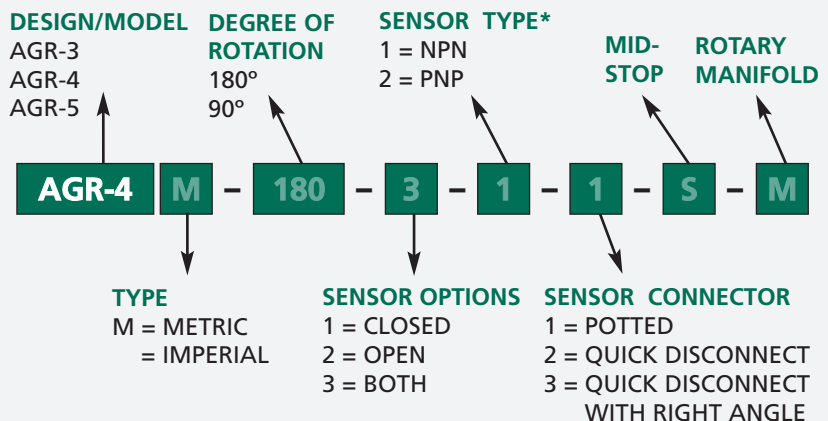 DESIGN/MODEL
AGR-3
AGR-4
AGR-5
DEGREE OF
ROTATION
180º
90º
SENSOR TYPE*
1 = NPN
2 = PNP
MID-
STOP
ROTARY
MANIFOLD
AGR-4 M – 180 – 3 – 1 – 1 – S – M
TYPE
M = METRIC
= IMPERIAL
SENSOR OPTIONS
1 = CLOSED
2 = OPEN
3 = BOTH
SENSOR CONNECTOR
1 = POTTED
2 = QUICK DISCONNECT
3 = QUICK DISCONNECT
WITH RIGHT ANGLE